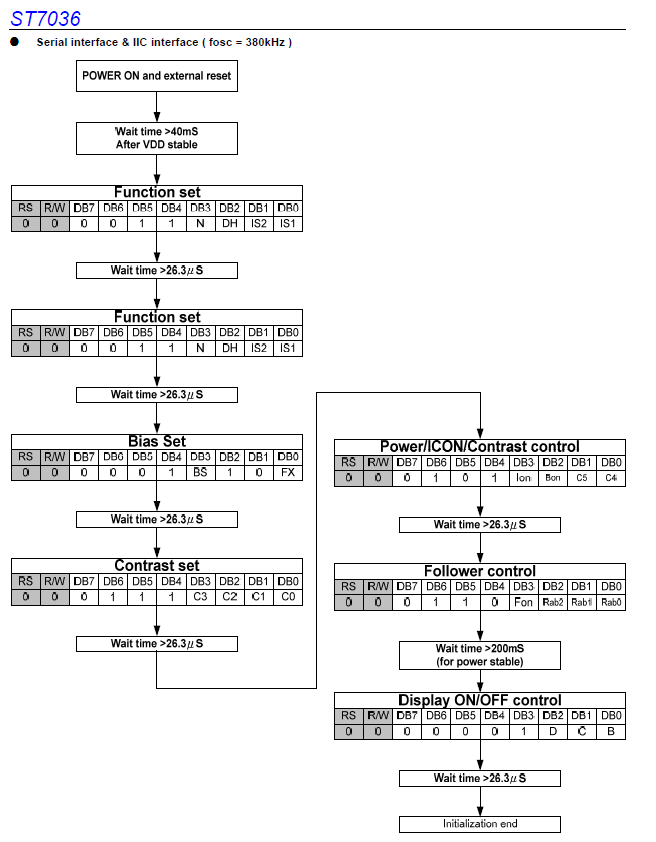 ST7036
● Serial interface & IIC interface ( fosc = 380kHz )
POWER ON and external reset
Wait time >40mS
After VDD stable
Function set
RS R/W DB7 DB6 DB5 DB4 DB3 DB2 DB1 DB0
0 0 0 0 1 1 N DH IS2 IS1
Wait time >26.3μS
Function set
RS R/W DB7 DB6 DB5 DB4 DB3 DB2 DB1 DB0
0 0 0 0 1 1 N DH IS2 IS1
Wait time >26.3μS
Bias Set
RS R/W DB7 DB6 DB5 DB4 DB3 DB2 DB1 DB0
0 0 0 0 0 1 BS 1 0 FX
Wait time >26.3μS
Contrast set
RS R/W DB7 DB6 DB5 DB4 DB3 DB2 DB1 DB0
0 0 0 1 1 1 C3 C2 C1 C0
Wait time >26.3μS
Power/ICON/Contrast control
RS R/W DB7 DB6 DB5 DB4 DB3 DB2 DB1 DB0
0 0 0 1 0 1 Ion Bon C5 C4
Wait time >26.3μS
Follower control
RS R/W DB7 DB6 DB5 DB4 DB3 DB2 DB1 DB0
0 0 0 1 1 0 Fon Rab2 Rab1 Rab0
Wait time >200mS
(for power stable)
Display ON/OFF control
RS R/W DB7 DB6 DB5 DB4 DB3 DB2 DB1 DB0
0 0 0 0 0 0 1 D C B
Wait time >26.3μS
Initialization end